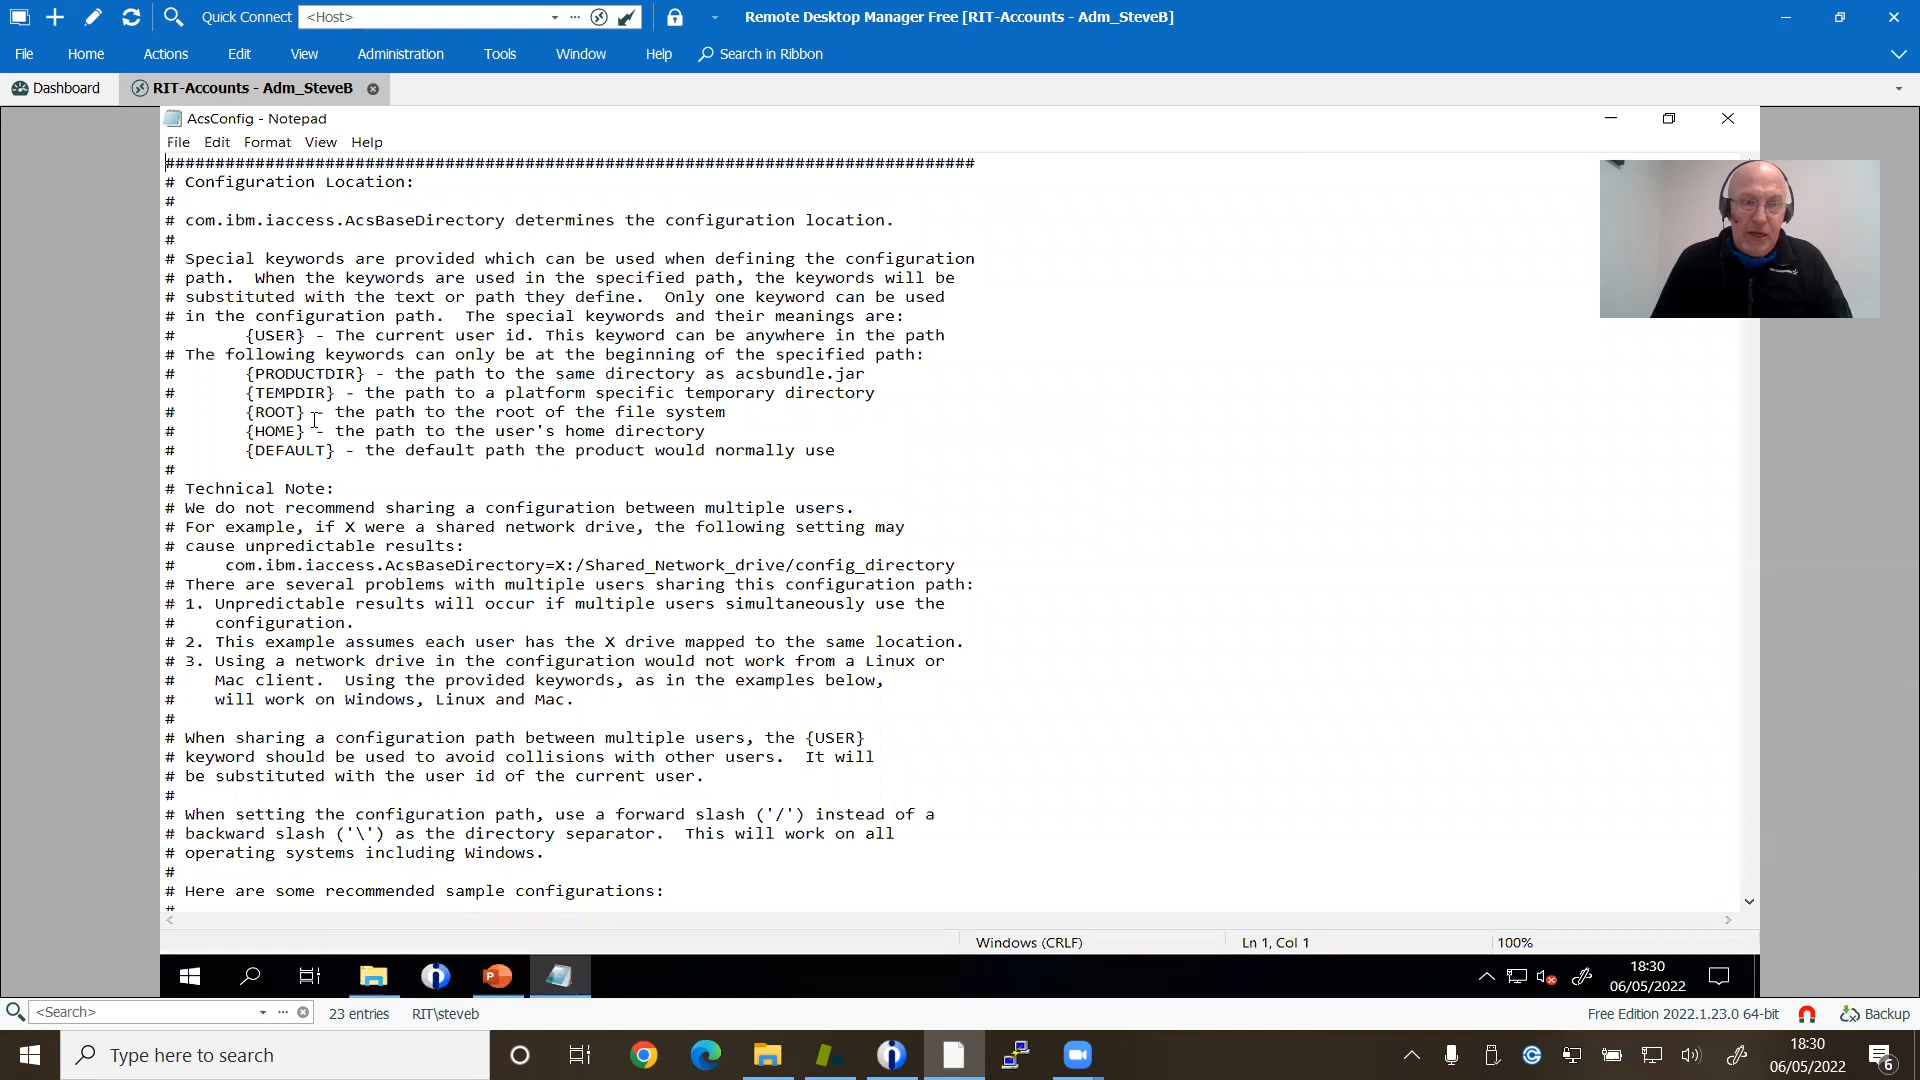 Quick Connect <Host> Remote Desktop Manager Free [RIT-Accounts - Adm_SteveB]
File Home Actions Edit View Administration Tools Window Help Search in Ribbon
Dashboard RIT-Accounts - Adm_SteveB
AcsConfig - Notepad
File Edit Format View Help
#################################################################################
# Configuration Location:
#
# com.ibm.iaccess.AcsBaseDirectory determines the configuration location.
#
# Special keywords are provided which can be used when defining the configuration
# path.  When the keywords are used in the specified path, the keywords will be
# substituted with the text or path they define.  Only one keyword can be used
# in the configuration path.  The special keywords and their meanings are:
#       {USER} - The current user id. This keyword can be anywhere in the path
# The following keywords can only be at the beginning of the specified path:
#       {PRODUCTDIR} - the path to the same directory as acsbundle.jar
#       {TEMPDIR} - the path to a platform specific temporary directory
#       {ROOT} - the path to the root of the file system
#       {HOME} - the path to the user's home directory
#       {DEFAULT} - the default path the product would normally use
#
# Technical Note:
# We do not recommend sharing a configuration between multiple users.
# For example, if X were a shared network drive, the following setting may
# cause unpredictable results:
#     com.ibm.iaccess.AcsBaseDirectory=X:/Shared_Network_drive/config_directory
# There are several problems with multiple users sharing this configuration path:
# 1. Unpredictable results will occur if multiple users simultaneously use the
#    configuration.
# 2. This example assumes each user has the X drive mapped to the same location.
# 3. Using a network drive in the configuration would not work from a Linux or
#    Mac client.  Using the provided keywords, as in the examples below,
#    will work on Windows, Linux and Mac.
#
# When sharing a configuration path between multiple users, the {USER}
# keyword should be used to avoid collisions with other users.  It will
# be substituted with the user id of the current user.
#
# When setting the configuration path, use a forward slash ('/') instead of a
# backward slash ('\') as the directory separator.  This will work on all
# operating systems including Windows.
#
# Here are some recommended sample configurations:
#
Windows (CRLF) Ln 1, Col 1 100%
18:30
06/05/2022
<Search> 23 entries RIT\steveb Free Edition 2022.1.23.0 64-bit Backup
Type here to search
18:30
06/05/2022
6